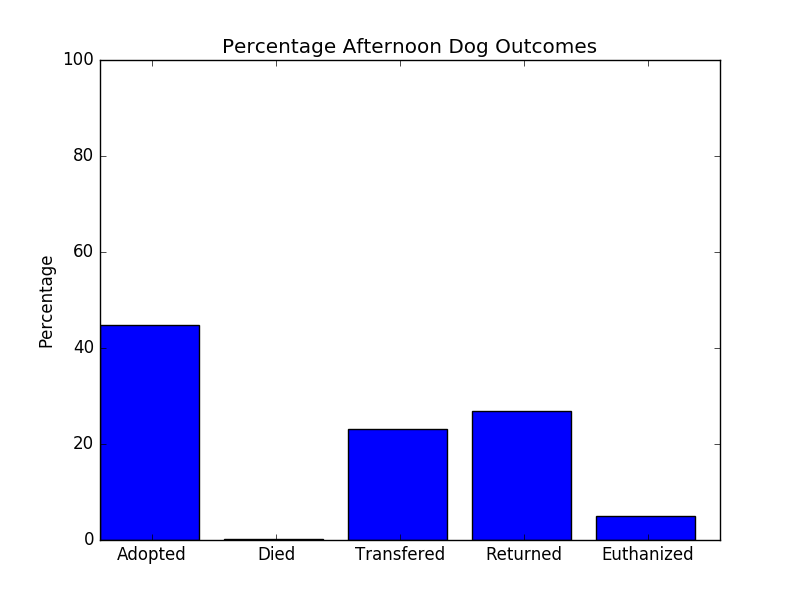 Percentage Afternoon Dog Outcomes
100
80
60
40
20
0
Percentage
Adopted Died Transfered Returned Euthanized